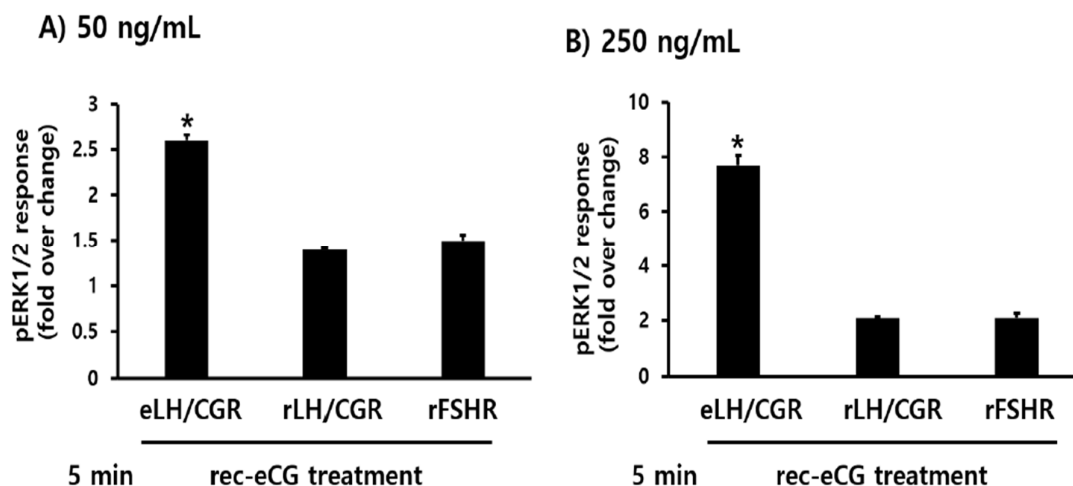 A) 50 ng/mL
pERK1/2 response
(fold over change)
3
2.5
2
1.5
1
0.5
0
*
eLH/CGR rLH/CGR rFSHR
5 min rec-eCG treatment
B) 250 ng/mL
pERK1/2 response
(fold over change)
10
8
6
4
2
0
*
eLH/CGR rLH/CGR rFSHR
5 min rec-eCG treatment